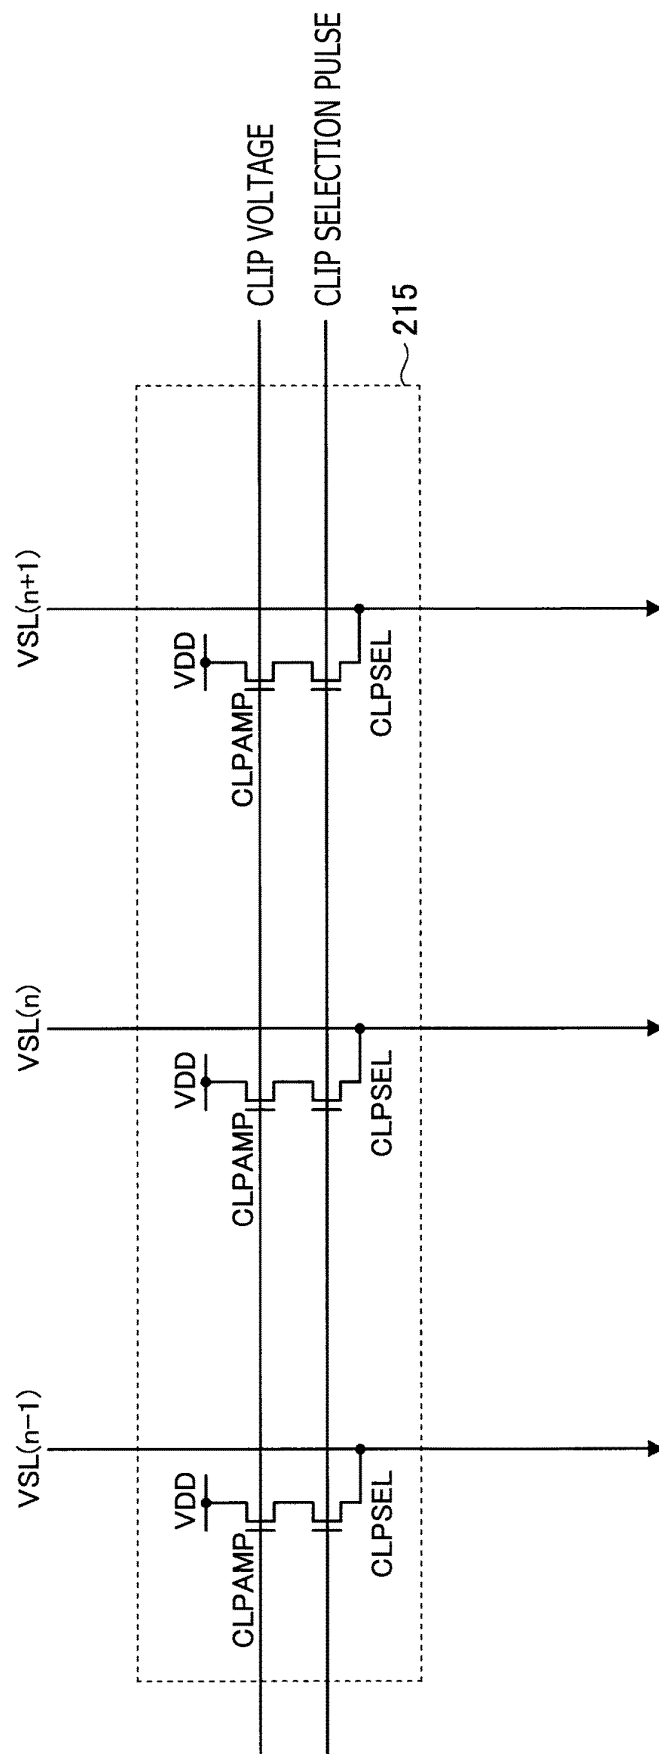 VSL(n-1)
VSL(n)
VSL(n+1)
VDD
VDD
VDD
CLPAMP
CLPAMP
CLPAMP
CLIP VOLTAGE
CLIP SELECTION PULSE
CLPSEL
CLPSEL
CLPSEL
215